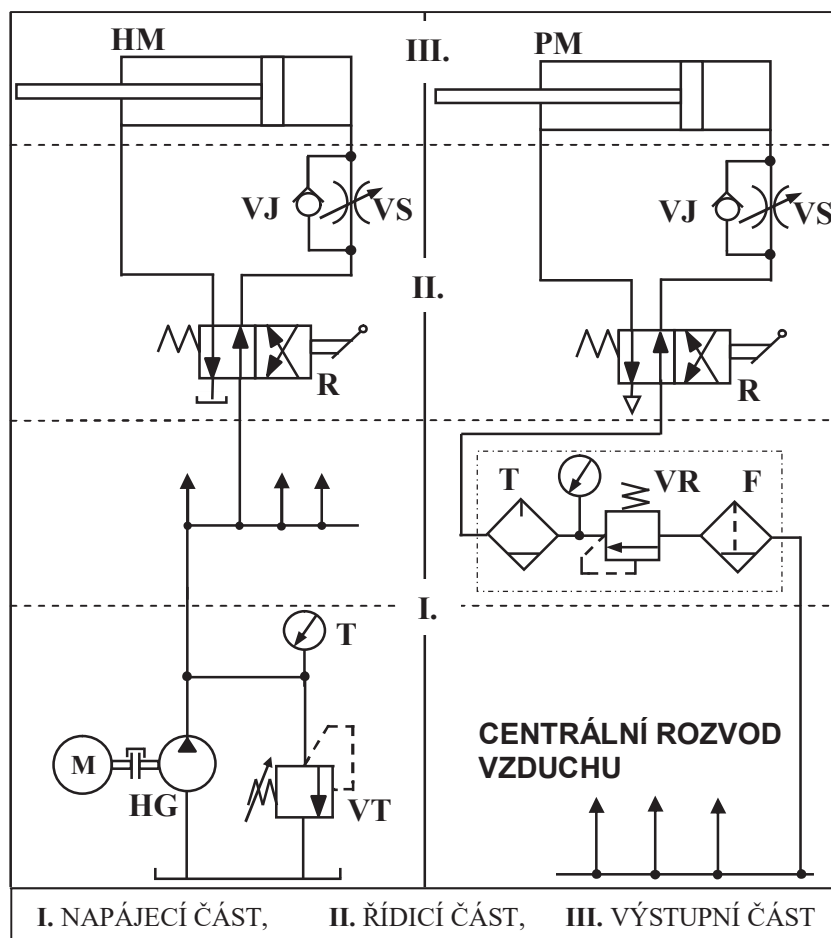 HM
III.
PM
VJ
VS
VJ
VS
II.
R
R
T
VR
F
I.
T
M
HG
VT
CENTRÁLNÍ ROZVOD
VZDUCHU
I. NAPÁJECÍ ČÁST, II. ŘÍDICÍ ČÁST, III. VÝSTUPNÍ ČÁST